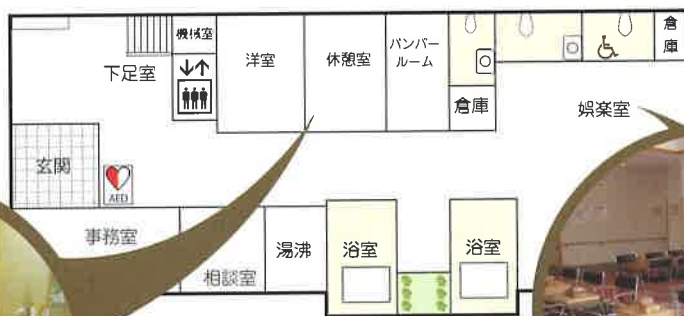 機械室
下足室
洋室
休憩室
バンパー
ルーム
倉庫
倉
庫
娯楽室
玄関
AED
事務室
相談室
湯沸
浴室
浴室